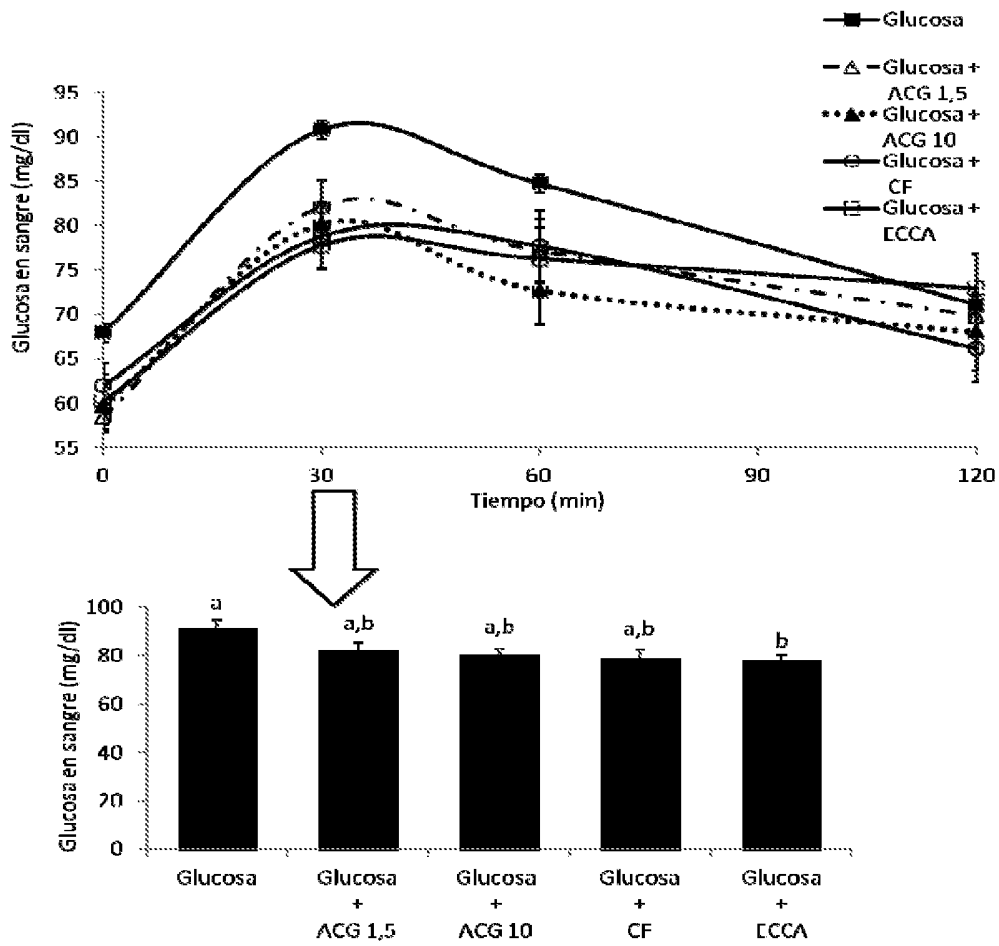 Glucosa
Glucosa +
ACG 1,5
Glucosa +
ACG 10
Glucosa +
CF
Glucosa +
ECCA
Glucosa en sangre (mg/dl)
95
90
85
80
75
70
65
60
55
0 30 60 90 120
Tiempo (min)
Glucosa en sangre (mg/dl)
100
80
60
40
20
0
a a,b a,b a,b b
Glucosa Glucosa Glucosa Glucosa Glucosa
+ + + +
ACG 1,5 ACG 10 CF ECCA